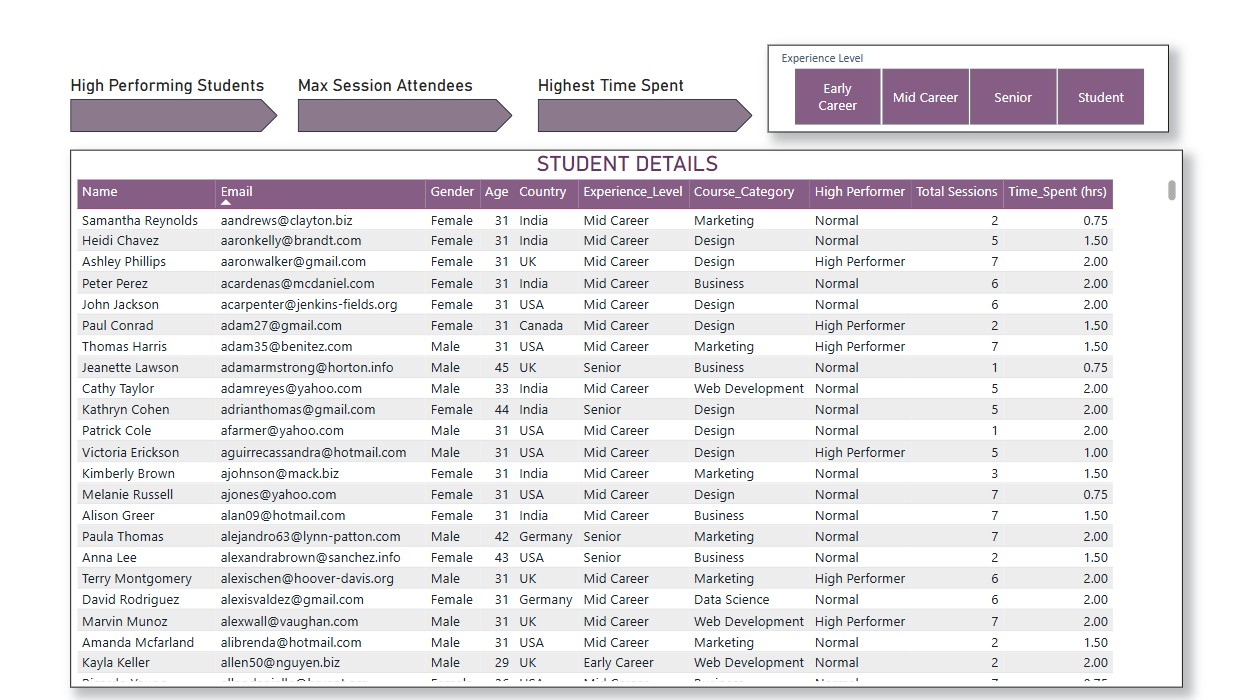 Experience Level
High Performing Students Max Session Attendees Highest Time Spent
Early Career Mid Career Senior Student
STUDENT DETAILS
Name Email Gender Age Country Experience_Level Course_Category High Performer Total Sessions Time_Spent (hrs)
Samantha Reynolds aandrews@clayton.biz Female 31 India Mid Career Marketing Normal 2 0.75
Heidi Chavez aaronkelly@brandt.com Female 31 India Mid Career Design Normal 5 1.50
Ashley Phillips aaronwalker@gmail.com Female 31 UK Mid Career Design High Performer 7 2.00
Peter Perez acardenas@mcdaniel.com Female 31 India Mid Career Business Normal 6 2.00
John Jackson acarpenter@jenkins-fields.org Female 31 USA Mid Career Design Normal 6 2.00
Paul Conrad adam27@gmail.com Female 31 Canada Mid Career Design High Performer 2 1.50
Thomas Harris adam35@benitez.com Male 31 USA Mid Career Marketing High Performer 7 1.50
Jeanette Lawson adamarmstrong@horton.info Male 45 UK Senior Business Normal 1 0.75
Cathy Taylor adamreyes@yahoo.com Male 33 India Mid Career Web Development Normal 5 2.00
Kathryn Cohen adrianthomas@gmail.com Female 44 India Senior Design Normal 5 2.00
Patrick Cole afarmer@yahoo.com Male 31 USA Mid Career Design Normal 1 2.00
Victoria Erickson aguirrecassandra@hotmail.com Male 31 USA Mid Career Design High Performer 5 1.00
Kimberly Brown ajohnson@mack.biz Female 31 India Mid Career Marketing Normal 3 1.50
Melanie Russell ajones@yahoo.com Female 31 USA Mid Career Design Normal 7 0.75
Alison Greer alan09@hotmail.com Female 31 India Mid Career Business Normal 7 1.50
Paula Thomas alejandro63@lynn-patton.com Male 42 Germany Senior Marketing Normal 7 2.00
Anna Lee alexandrabrown@sanchez.info Female 43 USA Senior Business Normal 2 1.50
Terry Montgomery alexischen@hoover-davis.org Male 31 UK Mid Career Marketing High Performer 6 2.00
David Rodriguez alexisvaldez@gmail.com Female 31 Germany Mid Career Data Science Normal 6 2.00
Marvin Munoz alexwall@vaughan.com Male 31 UK Mid Career Web Development High Performer 7 2.00
Amanda Mcfarland alibrenda@hotmail.com Male 31 USA Mid Career Marketing Normal 2 1.50
Kayla Keller allen50@nguyen.biz Male 29 UK Early Career Web Development Normal 2 2.00